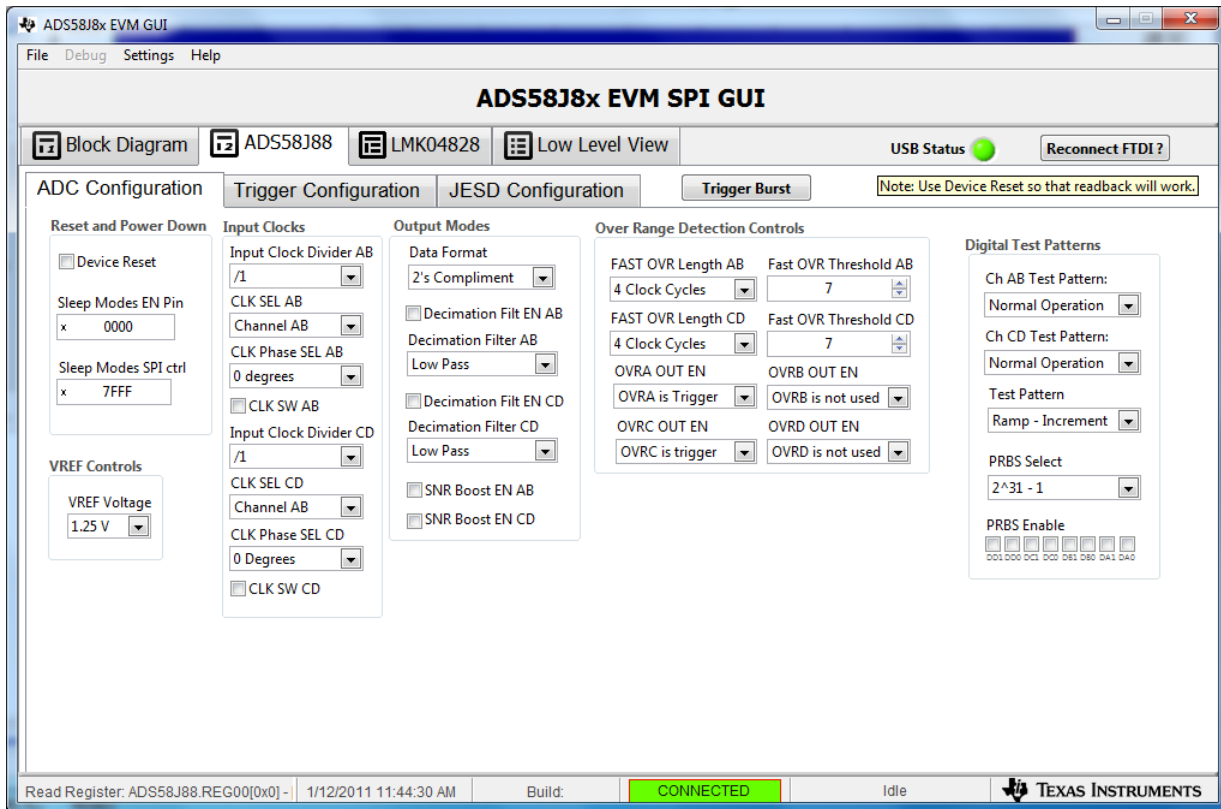 ADS58J8x EVM GUI
File Debug Settings Help
ADS58J8x EVM SPI GUI
Block Diagram
ADS58J88
LMK04828
Low Level View
USB Status
Reconnect FTDI ?
ADC Configuration
Trigger Configuration
JESD Configuration
Trigger Burst
Note: Use Device Reset so that readback will work.
Reset and Power Down
Device Reset
Sleep Modes EN Pin
x 0000
Sleep Modes SPI ctrl
x 7FFF
VREF Controls
VREF Voltage
1.25 V
Input Clocks
Input Clock Divider AB
/1
CLK SEL AB
Channel AB
CLK Phase SEL AB
0 degrees
CLK SW AB
Input Clock Divider CD
/1
CLK SEL CD
Channel AB
CLK Phase SEL CD
0 Degrees
CLK SW CD
Output Modes
Data Format
2's Compliment
Decimation Filt EN AB
Decimation Filter AB
Low Pass
Decimation Filt EN CD
Decimation Filter CD
Low Pass
SNR Boost EN AB
SNR Boost EN CD
Over Range Detection Controls
FAST OVR Length AB
4 Clock Cycles
Fast OVR Threshold AB
7
FAST OVR Length CD
4 Clock Cycles
Fast OVR Threshold CD
7
OVRA OUT EN
OVRA is Trigger
OVRB OUT EN
OVRB is not used
OVRC OUT EN
OVRC is trigger
OVRD OUT EN
OVRD is not used
Digital Test Patterns
Ch AB Test Pattern:
Normal Operation
Ch CD Test Pattern:
Normal Operation
Test Pattern
Ramp - Increment
PRBS Select
2^31 - 1
PRBS Enable
DD1 DD0 DC1 DC0 DB1 DB0 DA1 DA0
Read Register: ADS58J88.REG00[0x0] -
1/12/2011 11:44:30 AM
Build:
CONNECTED
Idle
TEXAS INSTRUMENTS